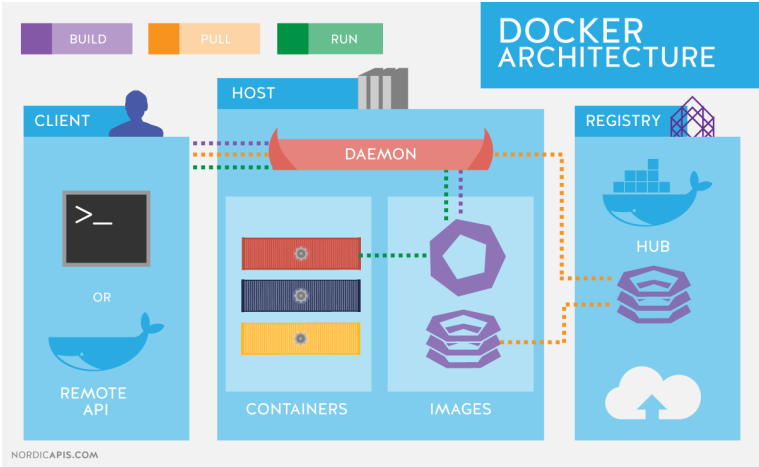 BUILD
PULL
RUN
DOCKER
ARCHITECTURE
HOST
CLIENT
REGISTRY
DAEMON
>_
HUB
OR
REMOTE
API
CONTAINERS
IMAGES
NORDICAPIS.COM